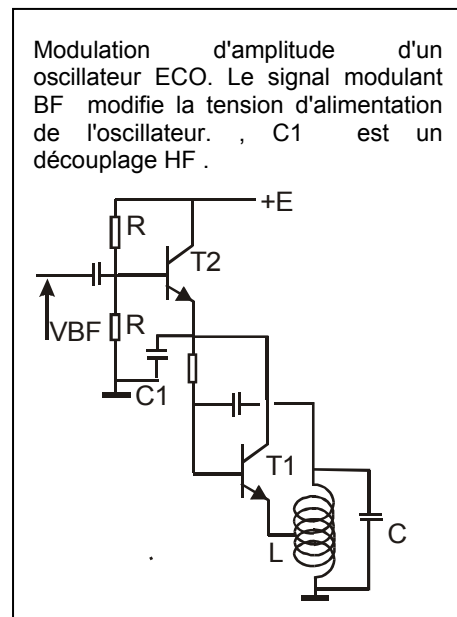 Modulation d'amplitude d'un
oscillateur ECO. Le signal modulant
BF modifie la tension d'alimentation
de l'oscillateur. , C1 est un
découplage HF .
+E
R
T2
VBF
R
C1
T1
L
C